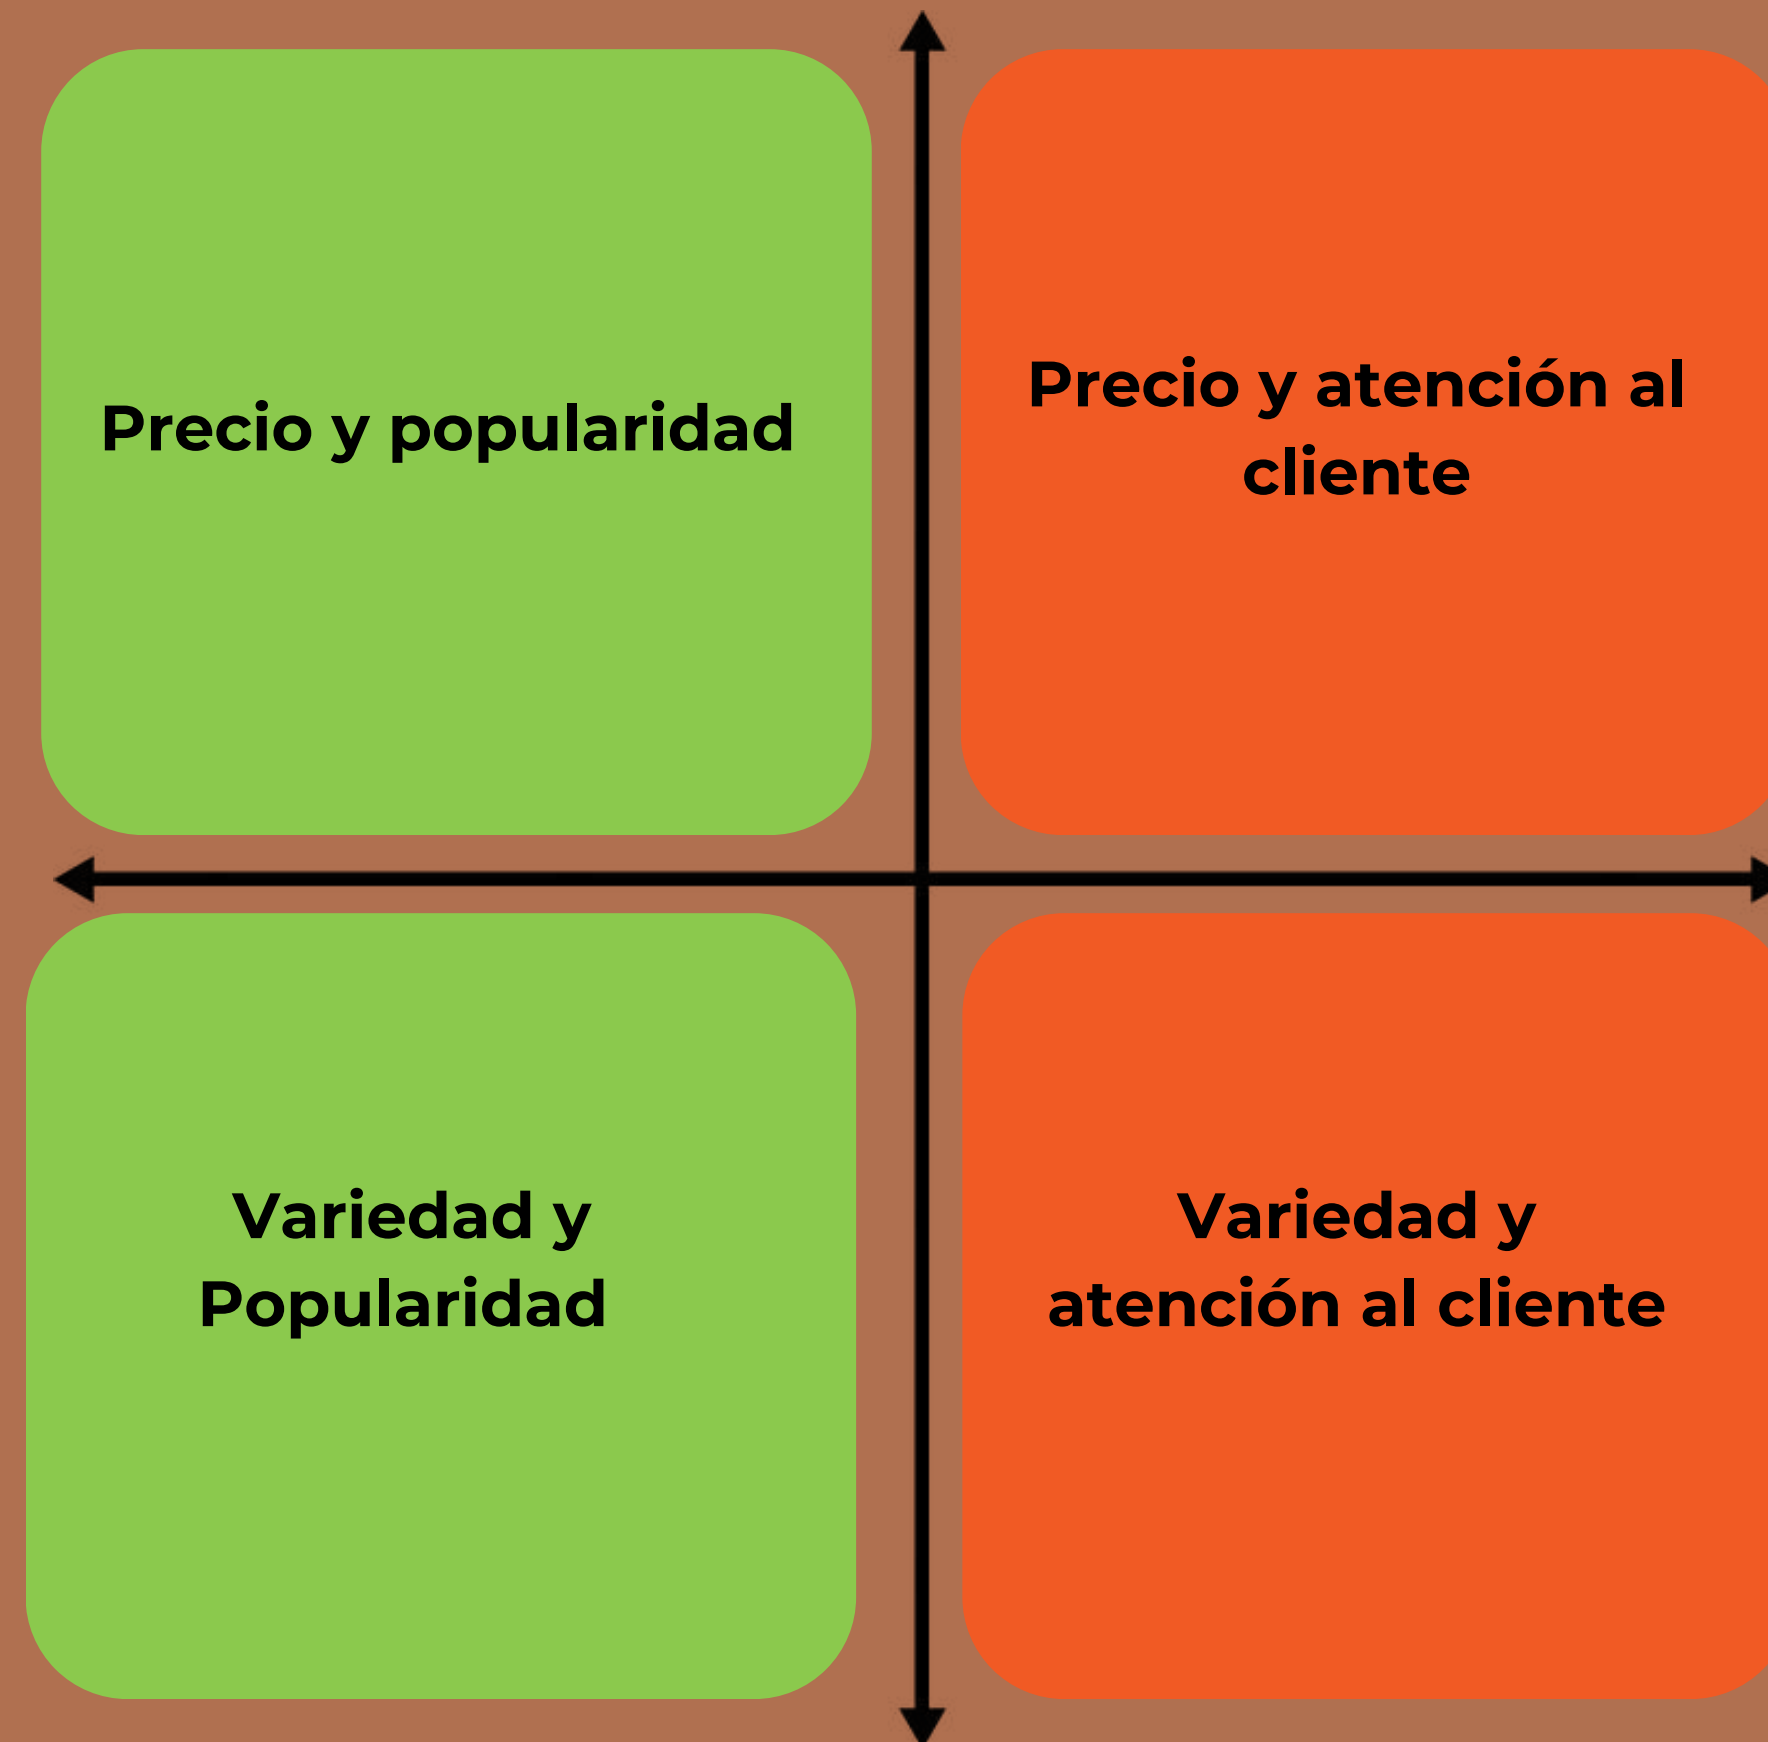 Precio y popularidad
Precio y atención al
cliente
Variedad y
Popularidad
Variedad y
atención al cliente